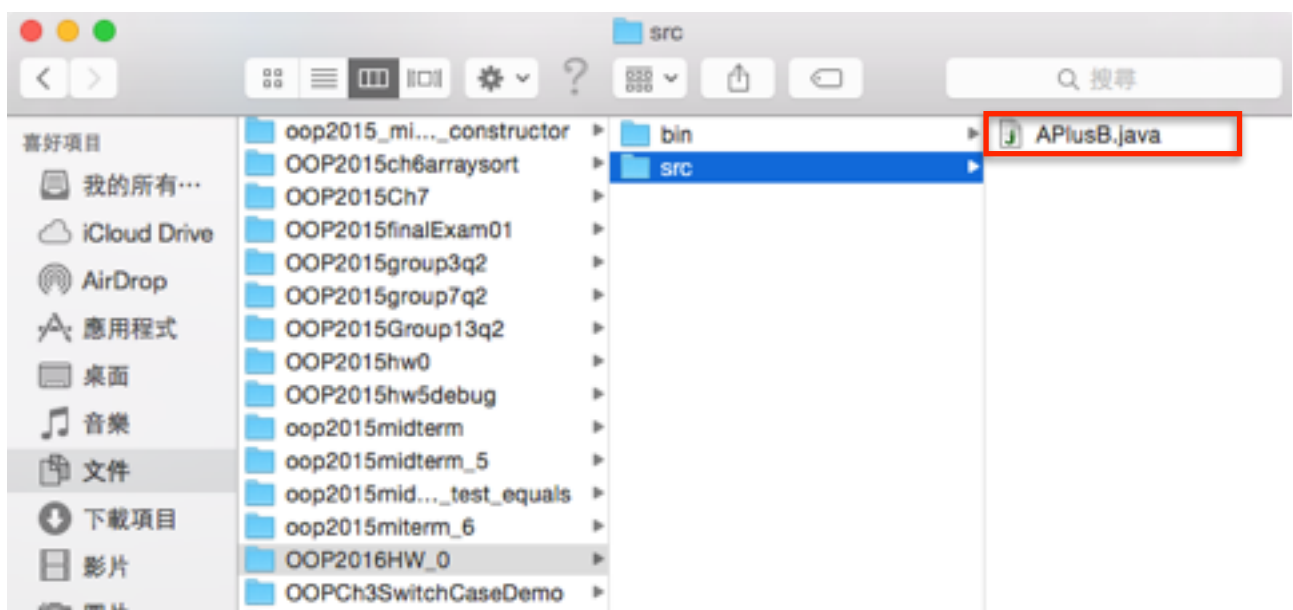 src
搜尋
喜好項目
我的所有…
iCloud Drive
AirDrop
應用程式
桌面
音樂
文件
下載項目
影片
oop2015_mi..._constructor
OOP2015ch6arraysort
OOP2015Ch7
OOP2015finalExam01
OOP2015group3q2
OOP2015group7q2
OOP2015Group13q2
OOP2015hw0
OOP2015hw5debug
oop2015midterm
oop2015midterm_5
oop2015mid..._test_equals
oop2015miterm_6
OOP2016HW_0
OOPCh3SwitchCaseDemo
bin
src
APlusB.java